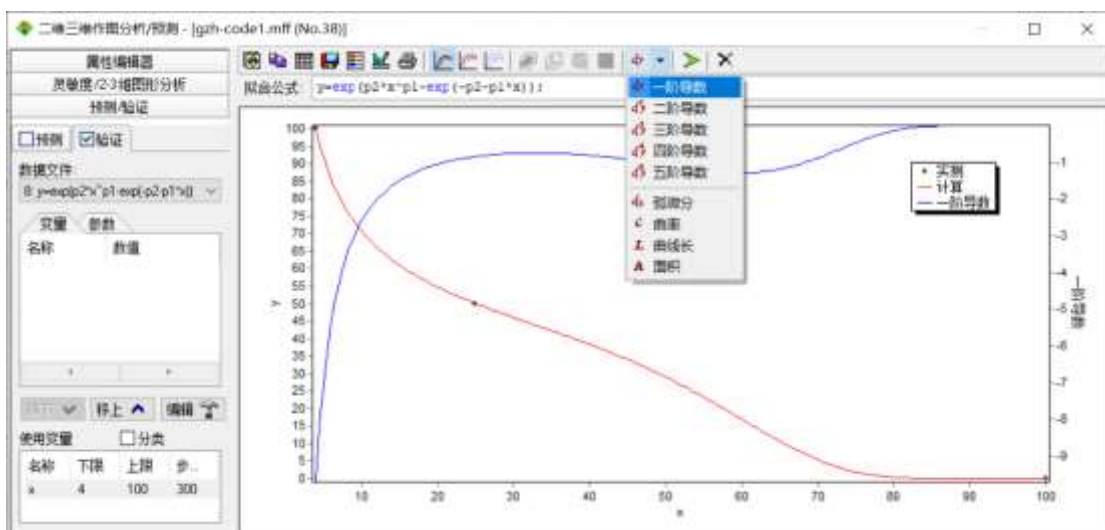 二维三维作图分析/预测 - [gzh-code1.mff (No.38)]
属性编辑器
灵敏度/2-3维图形分析
预测/验证
预测 验证
数据文件
8: y=exp(p2*x^p1-exp(-p2-p1*x))
变量 参数
名称 数值
移上 编辑
使用变量 分类
名称 下限 上限 步...
x 4 100 300
拟合公式: y=exp(p2*x^p1-exp(-p2-p1*x));
一阶导数
二阶导数
三阶导数
四阶导数
五阶导数
弧微分
c 曲率
L 曲线长
A 面积
实测
计算
一阶导数
100
95
90
85
80
75
70
65
60
55
50
45
40
35
30
25
20
15
10
5
0
y
-1
-2
-3
-4
-5
-6
-7
-8
-9
一阶导数
10 20 30 40 50 60 70 80 90 100
x